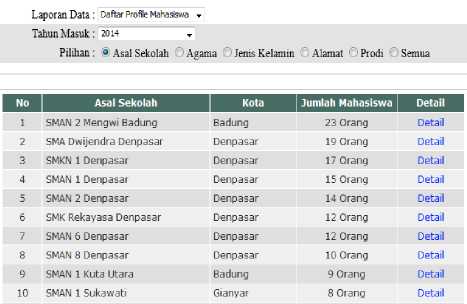 Laporan Data : Daftar Profile Mahasiswa
Tahun Masuk : 2014
Pilihan : Asal Sekolah Agama Jenis Kelamin Alamat Prodi Semua
No Asal Sekolah Kota Jumlah Mahasiswa Detail
1 SMAN 2 Mengwi Badung Badung 23 Orang Detail
2 SMA Dwijendra Denpasar Denpasar 19 Orang Detail
3 SMKN 1 Denpasar Denpasar 17 Orang Detail
4 SMAN 1 Denpasar Denpasar 15 Orang Detail
5 SMAN 2 Denpasar Denpasar 14 Orang Detail
6 SMK Rekayasa Denpasar Denpasar 12 Orang Detail
7 SMAN 6 Denpasar Denpasar 12 Orang Detail
8 SMAN 8 Denpasar Denpasar 10 Orang Detail
9 SMAN 1 Kuta Utara Badung 9 Orang Detail
10 SMAN 1 Sukawati Gianyar 8 Orang Detail